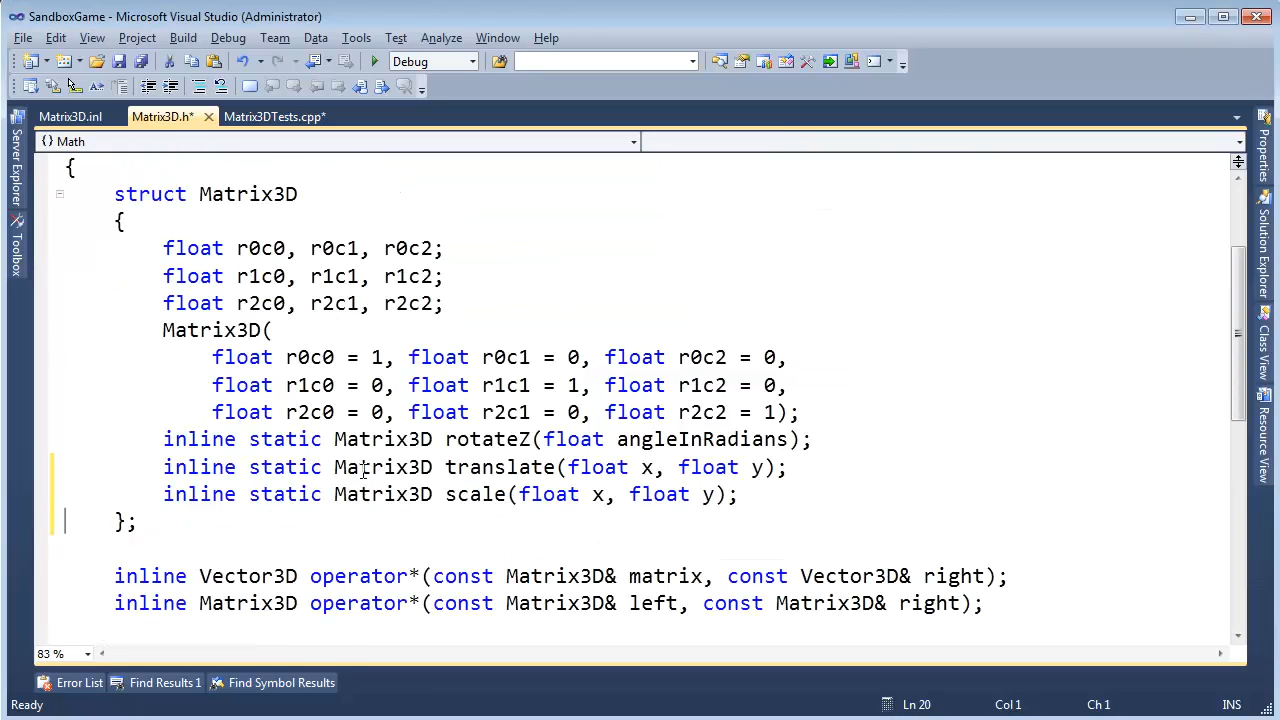 SandboxGame - Microsoft Visual Studio (Administrator)
File Edit View Project Build Debug Team Data Tools Test Analyze Window Help
Debug
Matrix3D.inl Matrix3D.h* Matrix3DTests.cpp*
{ } Math
{
struct Matrix3D
{
float r0c0, r0c1, r0c2;
float r1c0, r1c1, r1c2;
float r2c0, r2c1, r2c2;
Matrix3D(
float r0c0 = 1, float r0c1 = 0, float r0c2 = 0,
float r1c0 = 0, float r1c1 = 1, float r1c2 = 0,
float r2c0 = 0, float r2c1 = 0, float r2c2 = 1);
inline static Matrix3D rotateZ(float angleInRadians);
inline static Matrix3D translate(float x, float y);
inline static Matrix3D scale(float x, float y);
};
inline Vector3D operator*(const Matrix3D& matrix, const Vector3D& right);
inline Matrix3D operator*(const Matrix3D& left, const Matrix3D& right);
83 %
Error List Find Results 1 Find Symbol Results
Ready Ln 20 Col 1 Ch 1 INS
Server Explorer
Toolbox
Properties
Solution Explorer
Class View
Resource View